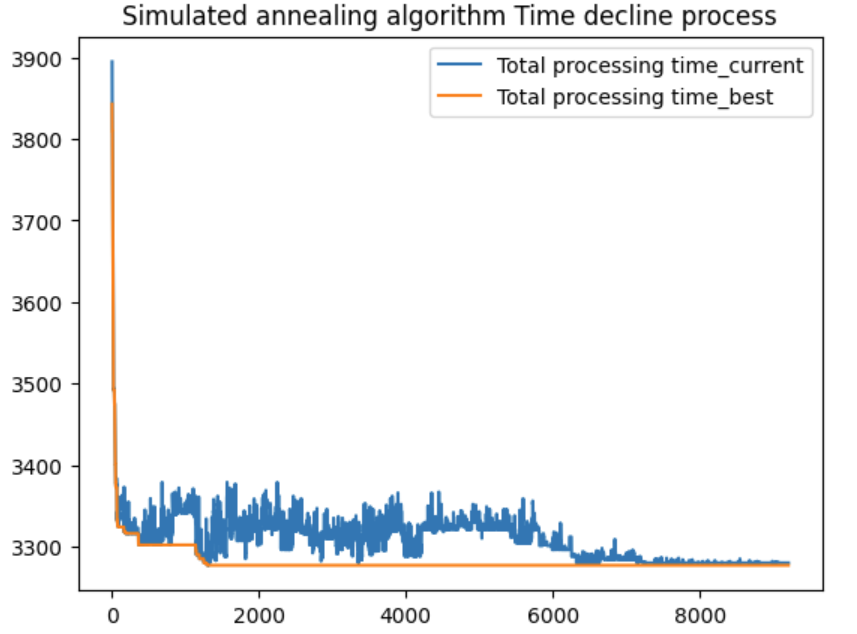 Simulated annealing algorithm Time decline process
3900
3800
3700
3600
3500
3400
3300
Total processing time_current
Total processing time_best
0 2000 4000 6000 8000